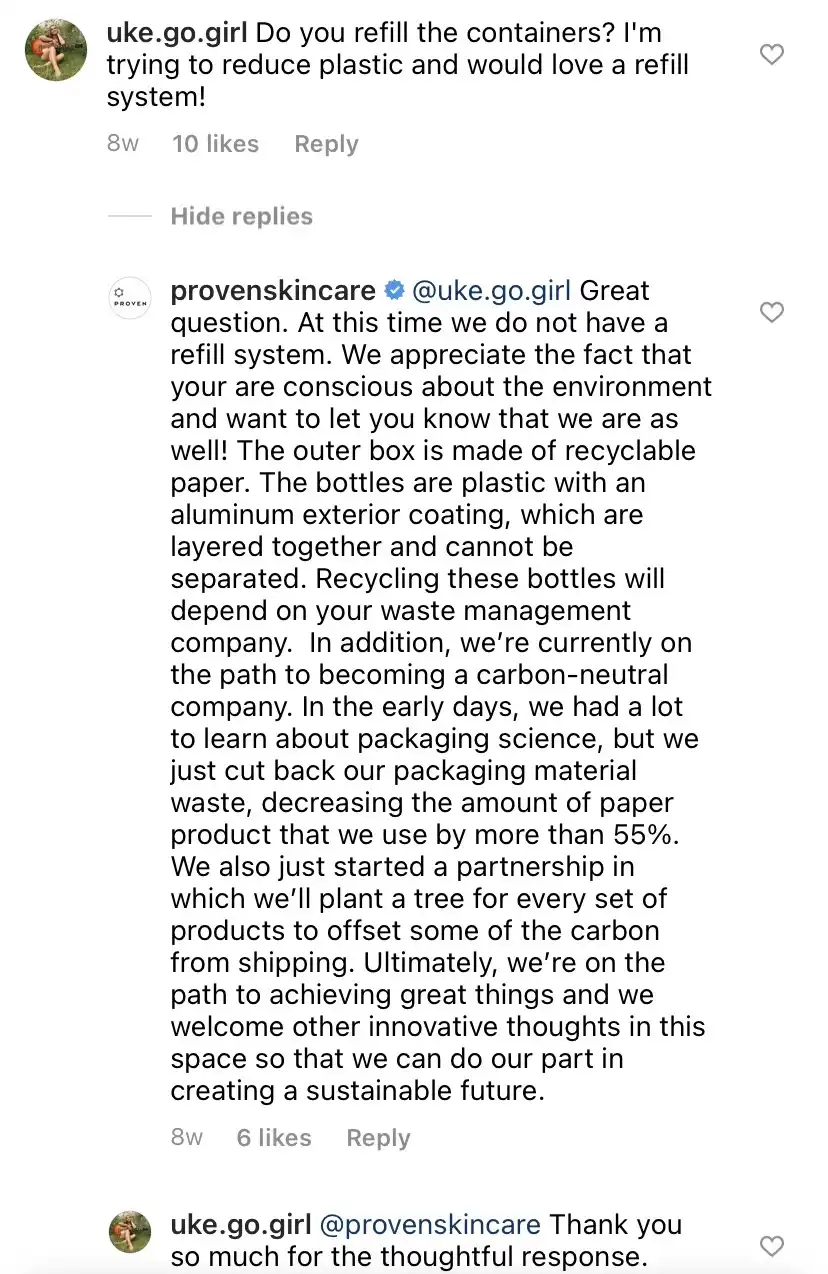 uke.go.girl Do you refill the containers? I'm
trying to reduce plastic and would love a refill
system!
8w 10 likes Reply
Hide replies
PROVEN
provenskincare @uke.go.girl Great
question. At this time we do not have a
refill system. We appreciate the fact that
your are conscious about the environment
and want to let you know that we are as
well! The outer box is made of recyclable
paper. The bottles are plastic with an
aluminum exterior coating, which are
layered together and cannot be
separated. Recycling these bottles will
depend on your waste management
company.  In addition, we’re currently on
the path to becoming a carbon-neutral
company. In the early days, we had a lot
to learn about packaging science, but we
just cut back our packaging material
waste, decreasing the amount of paper
product that we use by more than 55%.
We also just started a partnership in
which we’ll plant a tree for every set of
products to offset some of the carbon
from shipping. Ultimately, we’re on the
path to achieving great things and we
welcome other innovative thoughts in this
space so that we can do our part in
creating a sustainable future.
8w 6 likes Reply
uke.go.girl @provenskincare Thank you
so much for the thoughtful response.